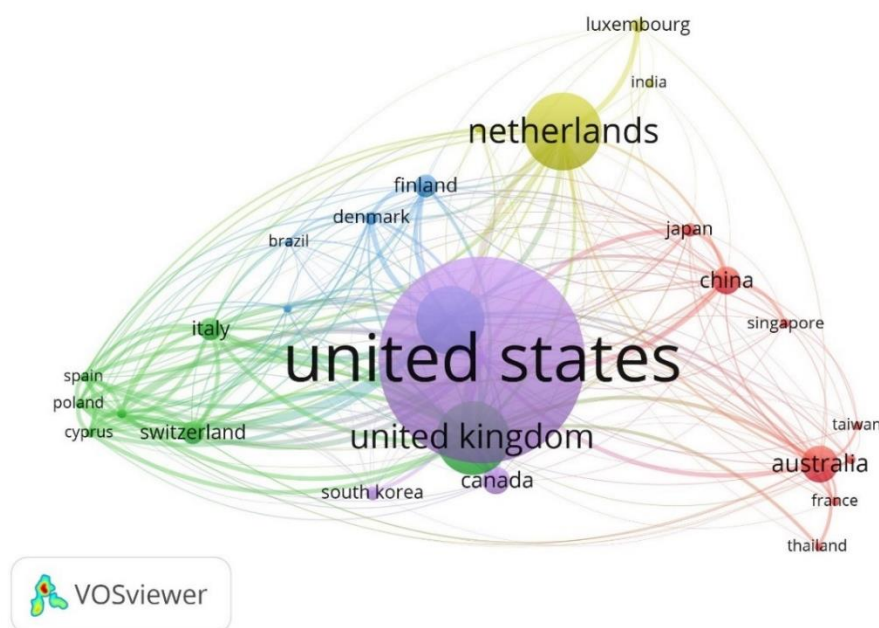 luxembourg
india
netherlands
finland
denmark
brazil
japan
china
singapore
italy
united states
spain
poland
cyprus
switzerland
united kingdom
taiwan
australia
south korea
canada
france
thailand
VOSviewer